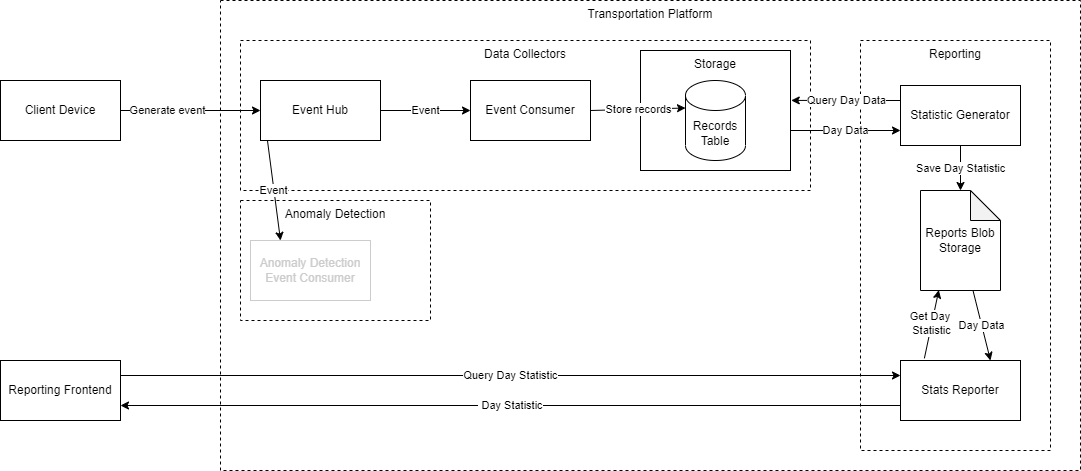 Transportation Platform
Data Collectors
Reporting
Storage
Client Device
Generate event
Event Hub
Event
Event Consumer
Store records
Records
Table
Query Day Data
Day Data
Statistic Generator
Save Day Statistic
Event
Anomaly Detection
Anomaly Detection
Event Consumer
Reports Blob
Storage
Get Day
Statistic
Day Data
Reporting Frontend
Query Day Statistic
Day Statistic
Stats Reporter